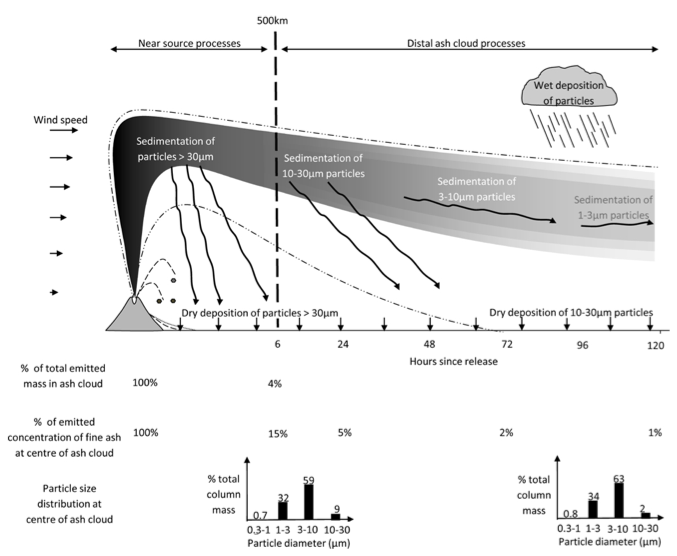 500km
Near source processes
Distal ash cloud processes
Wet deposition
of particles
Wind speed
Sedimentation of
particles > 30µm
Sedimentation of
10-30µm particles
Sedimentation of
3-10µm particles
Sedimentation of
1-3µm particles
Dry deposition of particles > 30µm
Dry deposition of 10-30µm particles
6
24
48
72
96
120
Hours since release
% of total emitted
mass in ash cloud
100%
4%
% of emitted
concentration of fine ash
at centre of ash cloud
100%
15%
5%
2%
1%
Particle size
distribution at
centre of ash cloud
% total
column
mass
0.7
32
59
9
0.3-1 1-3 3-10 10-30
Particle diameter (µm)
% total
column
mass
0.8
34
63
2
0.3-1 1-3 3-10 10-30
Particle diameter (µm)